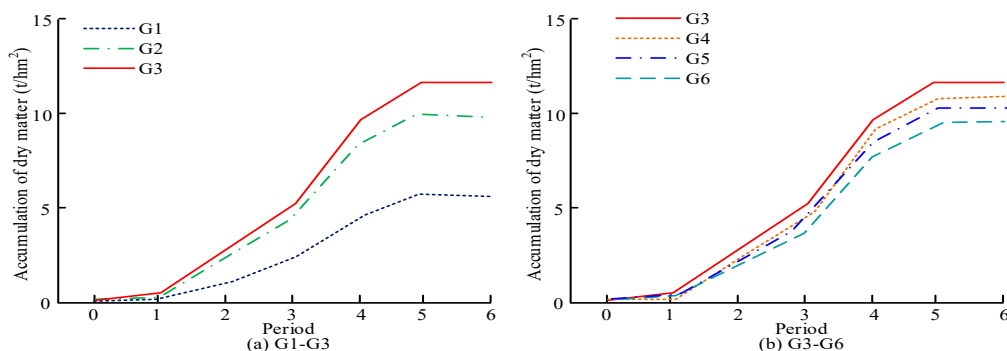 15
10
5
0
Accumulation of dry matter (t/hm²)
G1
G2
G3
0 1 2 3 4 5 6
Period
(a) G1-G3
15
10
5
0
Accumulation of dry matter (t/hm²)
G3
G4
G5
G6
0 1 2 3 4 5 6
Period
(b) G3-G6